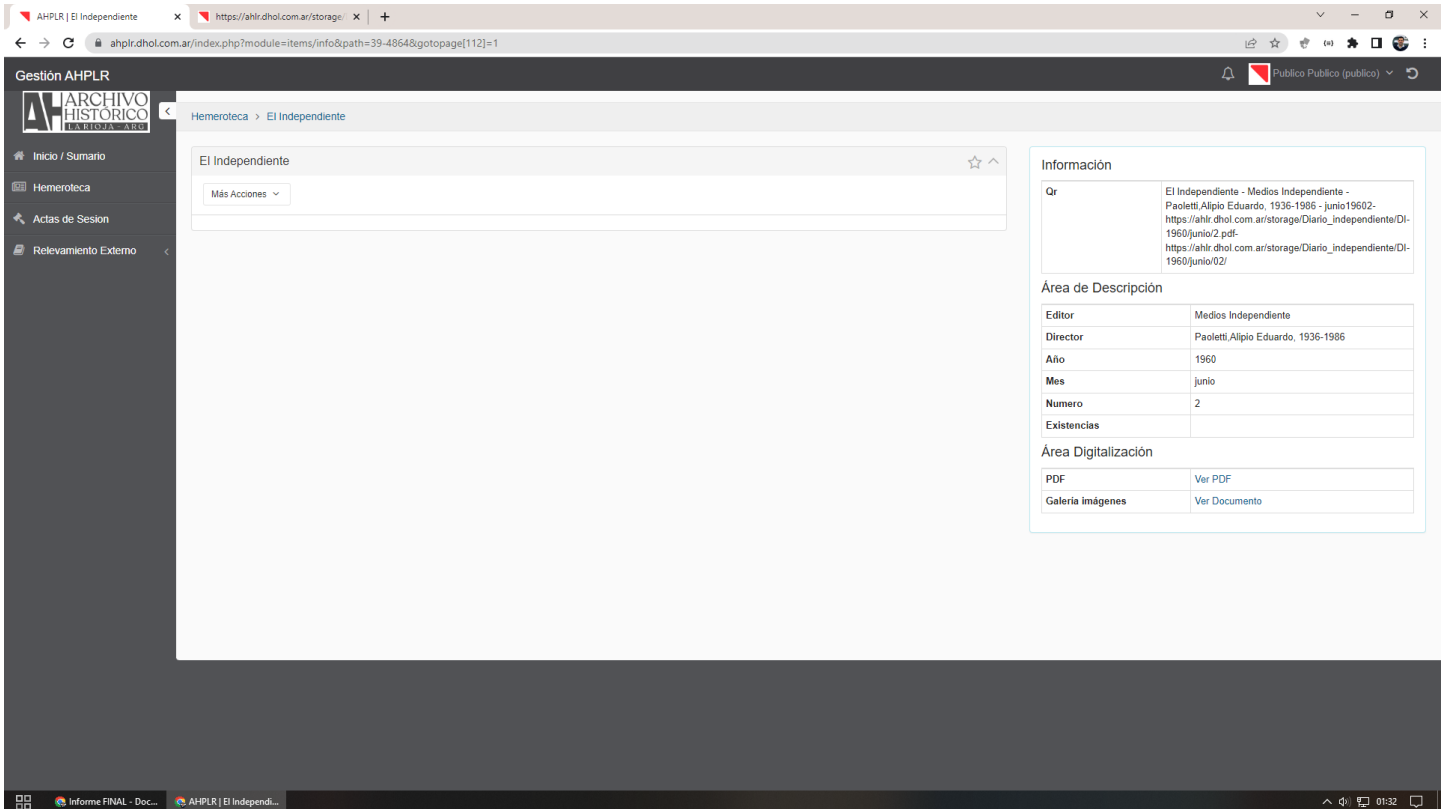 AHPLR | El Independiente
https://ahlr.dhol.com.ar/storage/
ahplr.dhol.com.ar/index.php?module=items/info&path=39-4864&gotopage[112]=1
Gestión AHPLR
Publico Publico (publico)
AH ARCHIVO
HISTÓRICO
LA RIOJA - ARG
Hemeroteca > El Independiente
Inicio / Sumario
Hemeroteca
Actas de Sesion
Relevamiento Externo
El Independiente
Más Acciones
Información
Qr
El Independiente - Medios Independiente -
Paoletti,Alipio Eduardo, 1936-1986 - junio19602-
https://ahlr.dhol.com.ar/storage/Diario_independiente/DI-
1960/junio/2.pdf-
https://ahlr.dhol.com.ar/storage/Diario_independiente/DI-
1960/junio/02/
Área de Descripción
Editor Medios Independiente
Director Paoletti,Alipio Eduardo, 1936-1986
Año 1960
Mes junio
Numero 2
Existencias
Área Digitalización
PDF Ver PDF
Galería imágenes Ver Documento
Informe FINAL - Doc...
AHPLR | El Independi...
01:32